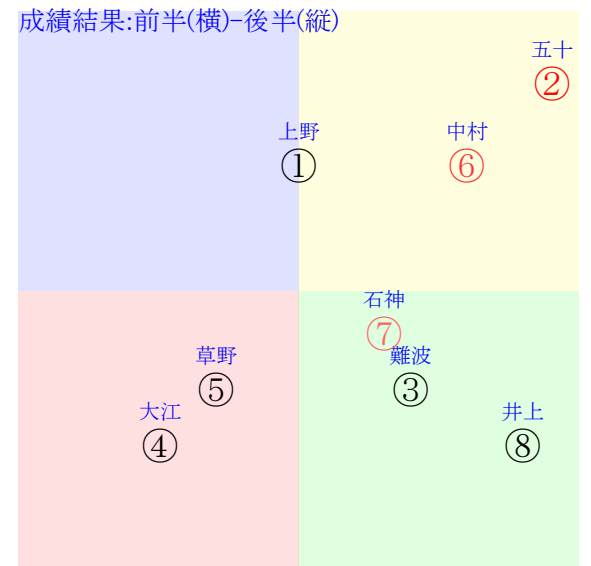 成績結果:前半(横)−後半(縦)
五十
②
上野
①
中村
⑥
石神
⑦
草野
⑤
難波
③
大江
④
井上
⑧